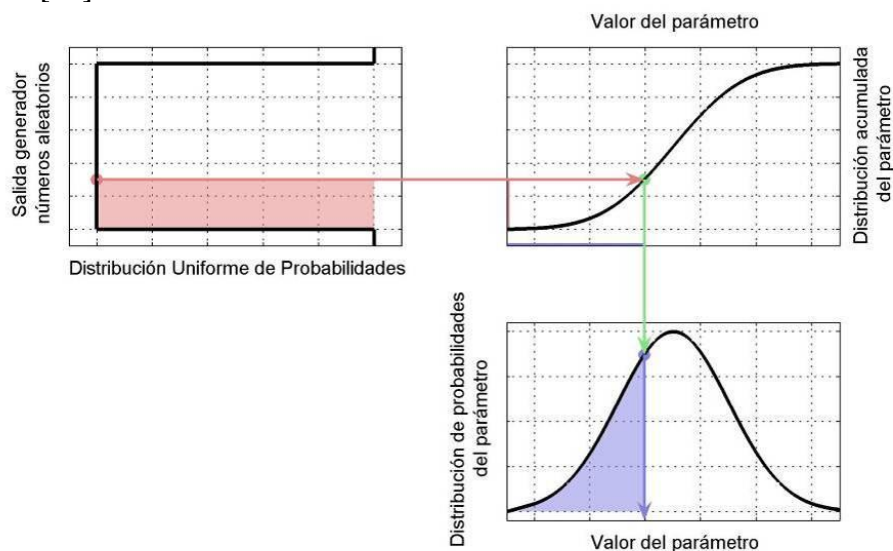 Valor del parámetro
Salida generador
números aleatorios
Distribución acumulada
del parámetro
Distribución Uniforme de Probabilidades
Distribución de probabilidades
del parámetro
Valor del parámetro